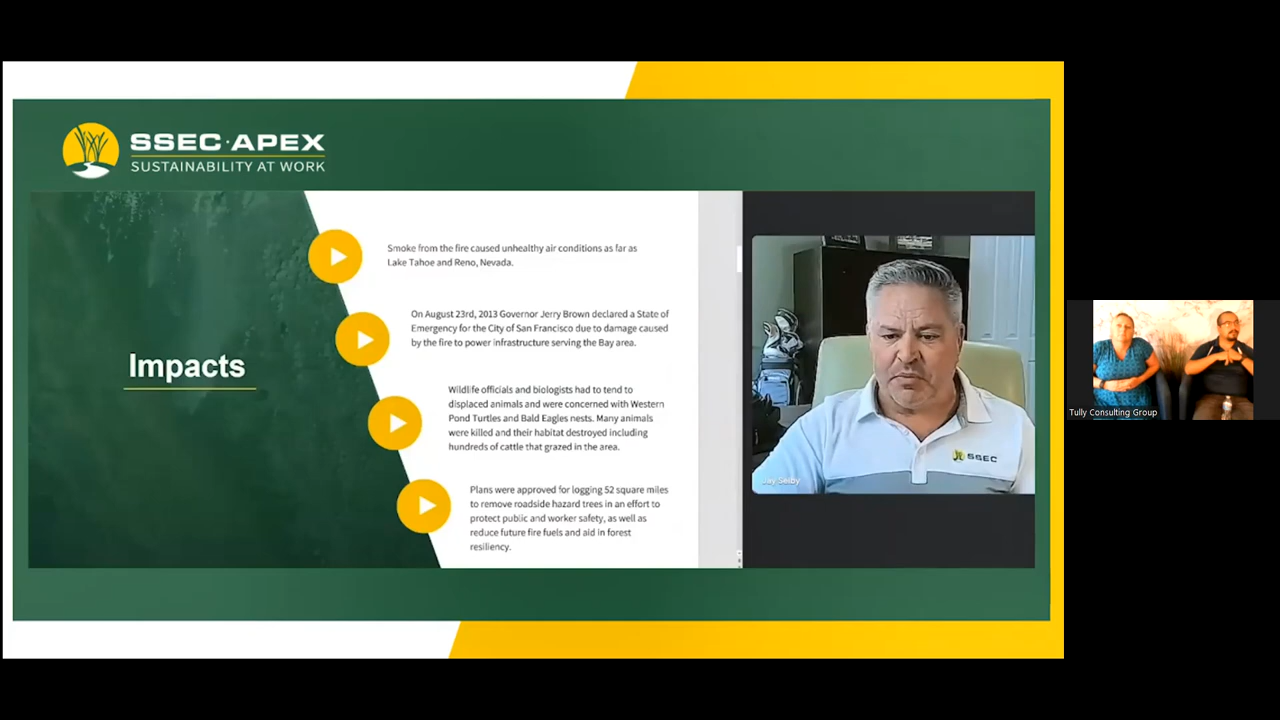 SSEC·APEX
SUSTAINABILITY AT WORK
Impacts
Smoke from the fire caused unhealthy air conditions as far as
Lake Tahoe and Reno, Nevada.
On August 23rd, 2013 Governor Jerry Brown declared a State of
Emergency for the City of San Francisco due to damage caused
by the fire to power infrastructure serving the Bay area.
Wildlife officials and biologists had to tend to
displaced animals and were concerned with Western
Pond Turtles and Bald Eagles nests. Many animals
were killed and their habitat destroyed including
hundreds of cattle that grazed in the area.
Plans were approved for logging 52 square miles
to remove roadside hazard trees in an effort to
protect public and worker safety, as well as
reduce future fire fuels and aid in forest
resiliency.
SSEC
Jay Selby
Tully Consulting Group